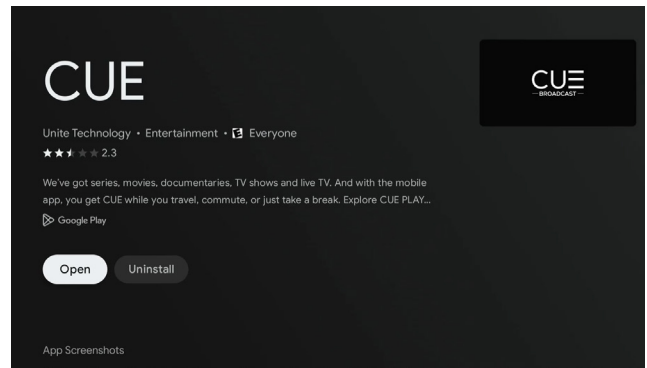 CUE
CUE
BROADCAST
Unite Technology • Entertainment • E Everyone
2.3
We've got series, movies, documentaries, TV shows and live TV. And with the mobile
app, you get CUE while you travel, commute, or just take a break. Explore CUE PLAY...
Google Play
Open
Uninstall
App Screenshots